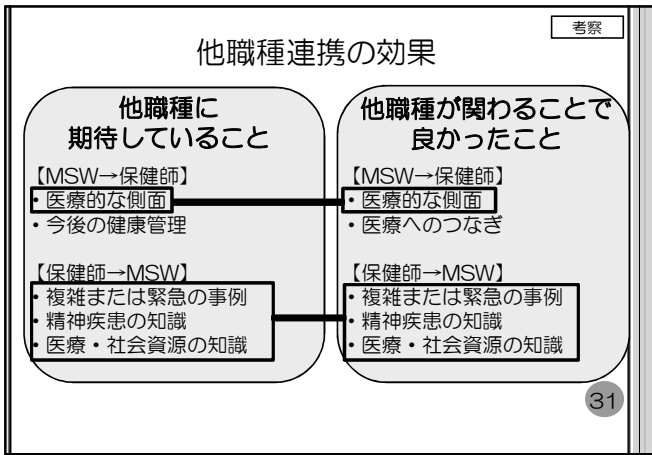 考察
他職種連携の効果
他職種に
期待していること
【MSW→保健師】
・医療的な側面
・今後の健康管理
【保健師→MSW】
・複雑または緊急の事例
・精神疾患の知識
・医療・社会資源の知識
他職種が関わることで
良かったこと
【MSW→保健師】
・医療的な側面
・医療へのつなぎ
【保健師→MSW】
・複雑または緊急の事例
・精神疾患の知識
・医療・社会資源の知識
31